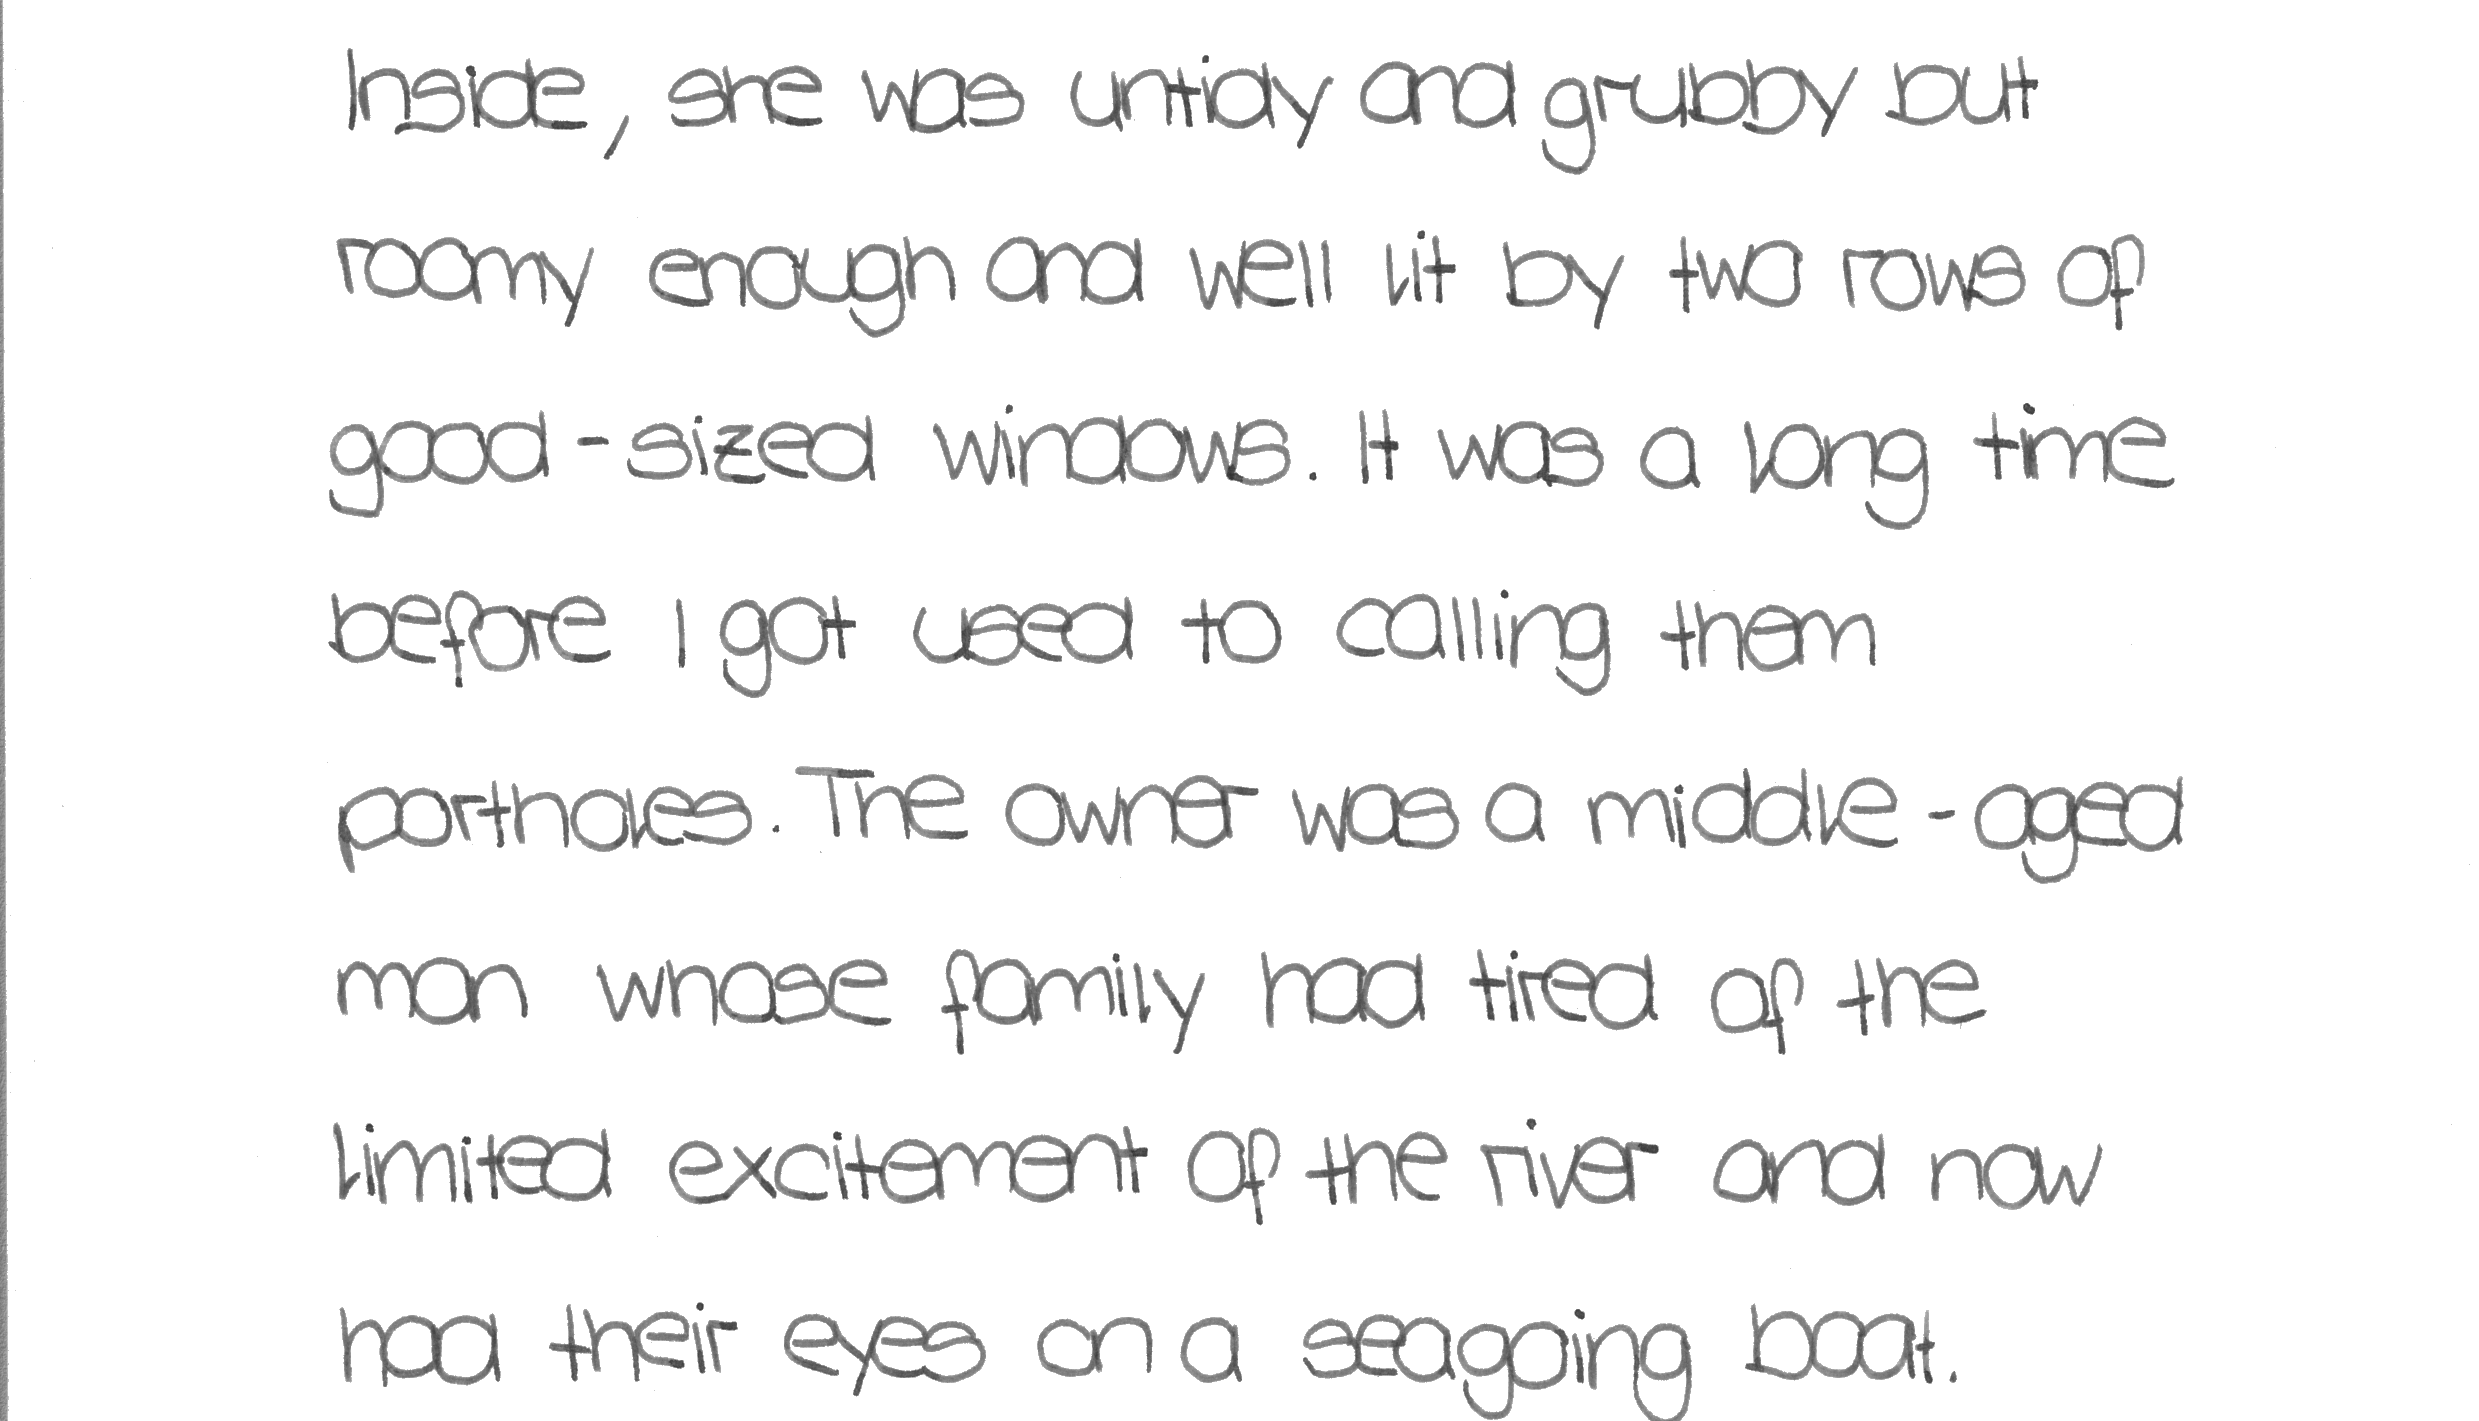 Inside, she was untidy and grubby but
roomy enough and well lit by two rows of
good-sized windows. It was a long time
before I got used to calling them
portholes. The owner was a middle-aged
man whose family had tired of the
limited excitement of the river and now
had their eyes on a seagoing boat.